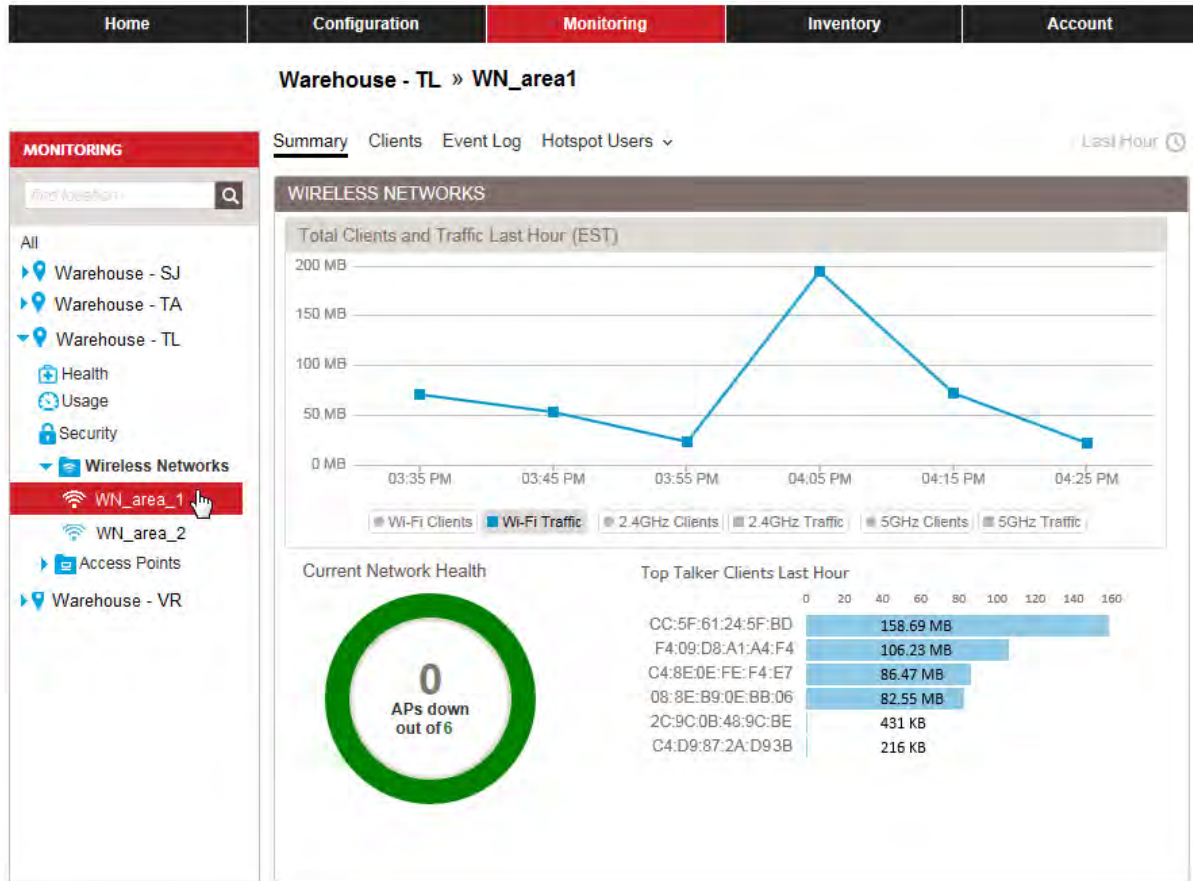 Home Configuration Monitoring Inventory Account
Warehouse - TL » WN_area1
MONITORING
Find location
All
Warehouse - SJ
Warehouse - TA
Warehouse - TL
Health
Usage
Security
Wireless Networks
WN_area_1
WN_area_2
Access Points
Warehouse - VR
Summary Clients Event Log Hotspot Users
Last Hour
WIRELESS NETWORKS
Total Clients and Traffic Last Hour (EST)
200 MB
150 MB
100 MB
50 MB
0 MB
03:35 PM 03:45 PM 03:55 PM 04:05 PM 04:15 PM 04:25 PM
Wi-Fi Clients Wi-Fi Traffic 2.4GHz Clients 2.4GHz Traffic 5GHz Clients 5GHz Traffic
Current Network Health
0
APs down
out of 6
Top Talker Clients Last Hour
0 20 40 60 80 100 120 140 160
CC:5F:61:24:5F:BD 158.69 MB
F4:09:D8:A1:A4:F4 106.23 MB
C4:8E:0E:FE:F4:E7 86.47 MB
08:8E:B9:0E:BB:06 82.55 MB
2C:9C:0B:48:9C:BE 431 KB
C4:D9:87:2A:D93B 216 KB